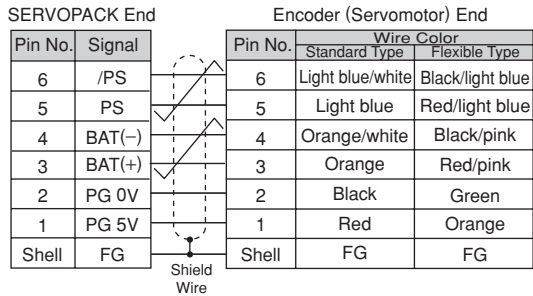 SERVOPACK End
Encoder (Servomotor) End
Pin No. Signal Pin No. Wire Color
Standard Type Flexible Type
6 /PS 6 Light blue/white Black/light blue
5 PS 5 Light blue Red/light blue
4 BAT(−) 4 Orange/white Black/pink
3 BAT(+) 3 Orange Red/pink
2 PG 0V 2 Black Green
1 PG 5V 1 Red Orange
Shell FG Shell FG FG
Shield
Wire